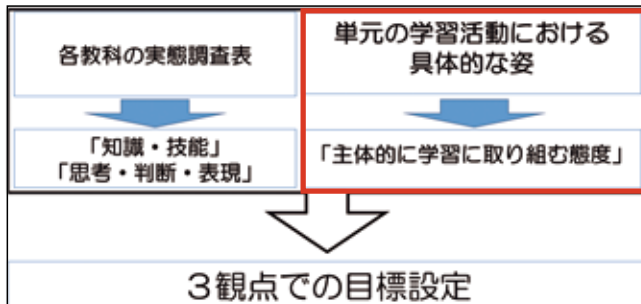 各教科の実態調査表
「知識・技能」
「思考・判断・表現」
単元の学習活動における
具体的な姿
「主体的に学習に取り組む態度」
３観点での目標設定